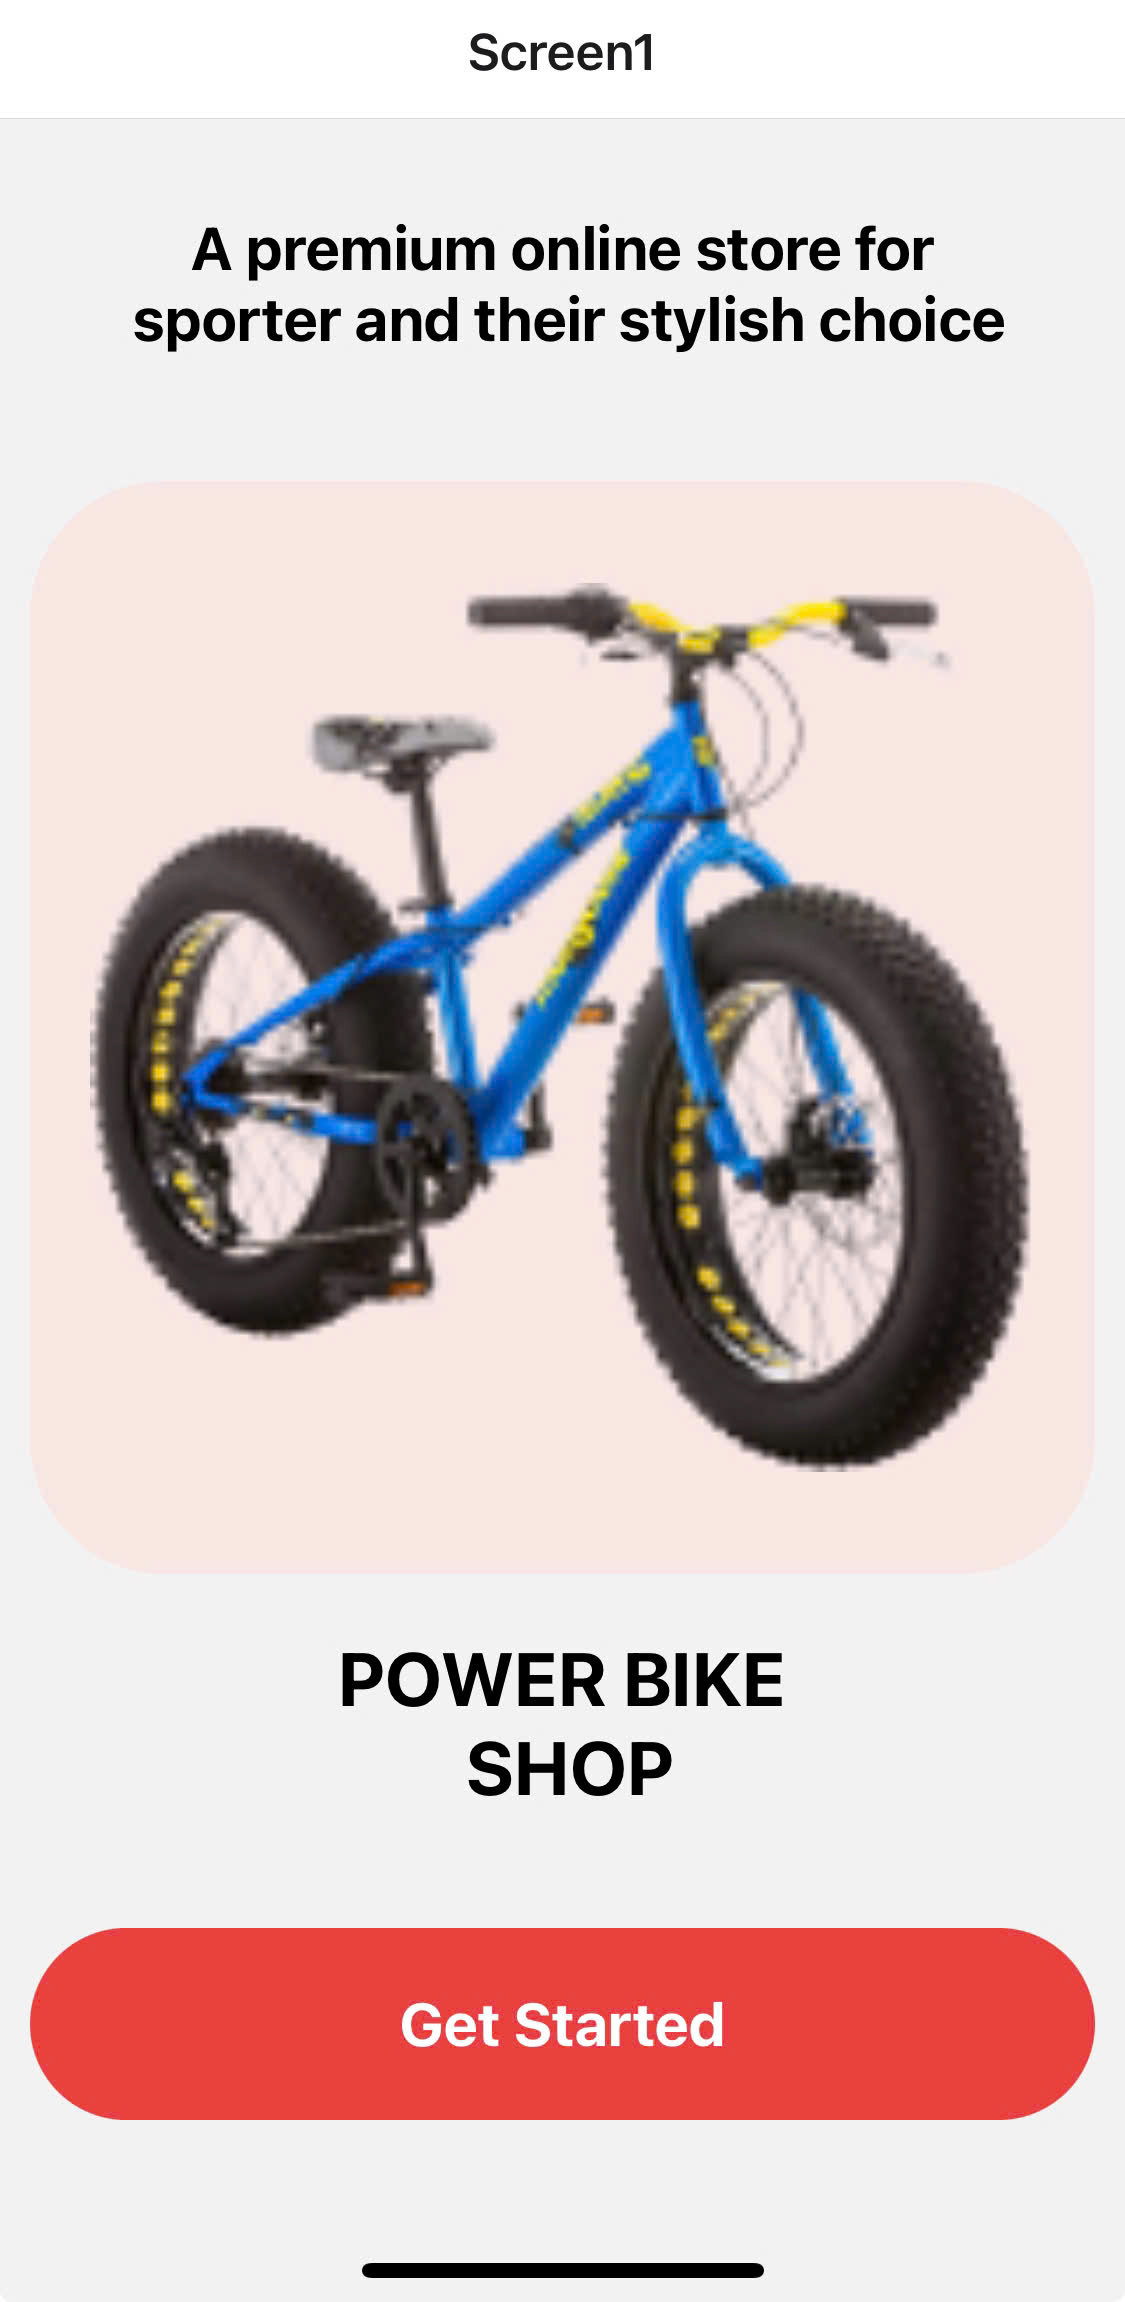 Screen1
A premium online store for
sporter and their stylish choice
POWER BIKE
SHOP
Get Started